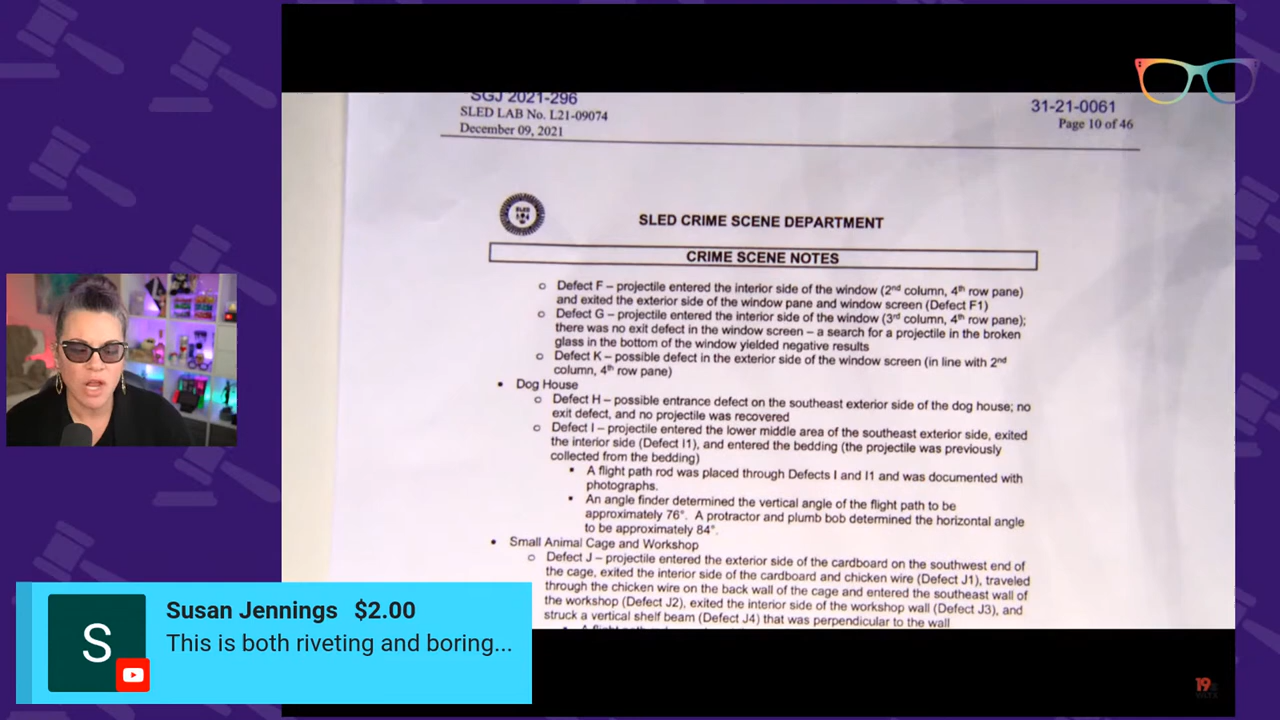 SGJ 2021-296
SLED LAB No. L21-09074
December 09, 2021
31-21-0061
Page 10 of 46
SLED CRIME SCENE DEPARTMENT
CRIME SCENE NOTES
o Defect F – projectile entered the interior side of the window (2nd column, 4th row pane)
and exited the exterior side of the window pane and window screen (Defect F1)
o Defect G – projectile entered the interior side of the window (3rd column, 4th row pane);
there was no exit defect in the window screen – a search for a projectile in the broken
glass in the bottom of the window yielded negative results
o Defect K – possible defect in the exterior side of the window screen (in line with 2nd
column, 4th row pane)
• Dog House
o Defect H – possible entrance defect on the southeast exterior side of the dog house; no
exit defect, and no projectile was recovered
o Defect I – projectile entered the lower middle area of the southeast exterior side, exited
the interior side (Defect I1), and entered the bedding (the projectile was previously
collected from the bedding)
▪ A flight path rod was placed through Defects I and I1 and was documented with
photographs.
▪ An angle finder determined the vertical angle of the flight path to be
approximately 76°. A protractor and plumb bob determined the horizontal angle
to be approximately 84°.
• Small Animal Cage and Workshop
o Defect J – projectile entered the exterior side of the cardboard on the southwest end of
the cage, exited the interior side of the cardboard and chicken wire (Defect J1), traveled
through the chicken wire on the back wall of the cage and entered the southeast wall of
the workshop (Defect J2), exited the interior side of the workshop wall (Defect J3), and
struck a vertical shelf beam (Defect J4) that was perpendicular to the wall
S
Susan Jennings $2.00
This is both riveting and boring...
19